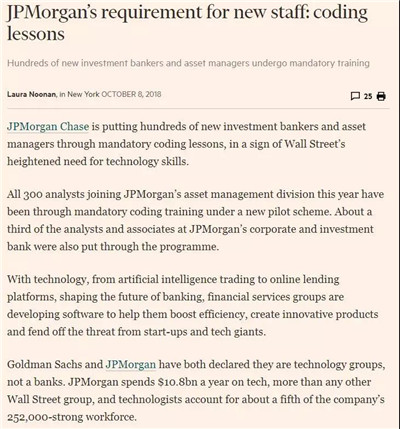 JPMorgan's requirement for new staff: coding
lessons
Hundreds of new investment bankers and asset managers undergo mandatory training
Laura Noonan, in New York OCTOBER 8, 2018
25
JPMorgan Chase is putting hundreds of new investment bankers and asset
managers through mandatory coding lessons, in a sign of Wall Street's
heightened need for technology skills.
All 300 analysts joining JPMorgan's asset management division this year have
been through mandatory coding training under a new pilot scheme. About a
third of the analysts and associates at JPMorgan's corporate and investment
bank were also put through the programme.
With technology, from artificial intelligence trading to online lending
platforms, shaping the future of banking, financial services groups are
developing software to help them boost efficiency, create innovative products
and fend off the threat from start-ups and tech giants.
Goldman Sachs and JPMorgan have both declared they are technology groups,
not a banks. JPMorgan spends $10.8bn a year on tech, more than any other
Wall Street group, and technologists account for about a fifth of the company's
252,000-strong workforce.